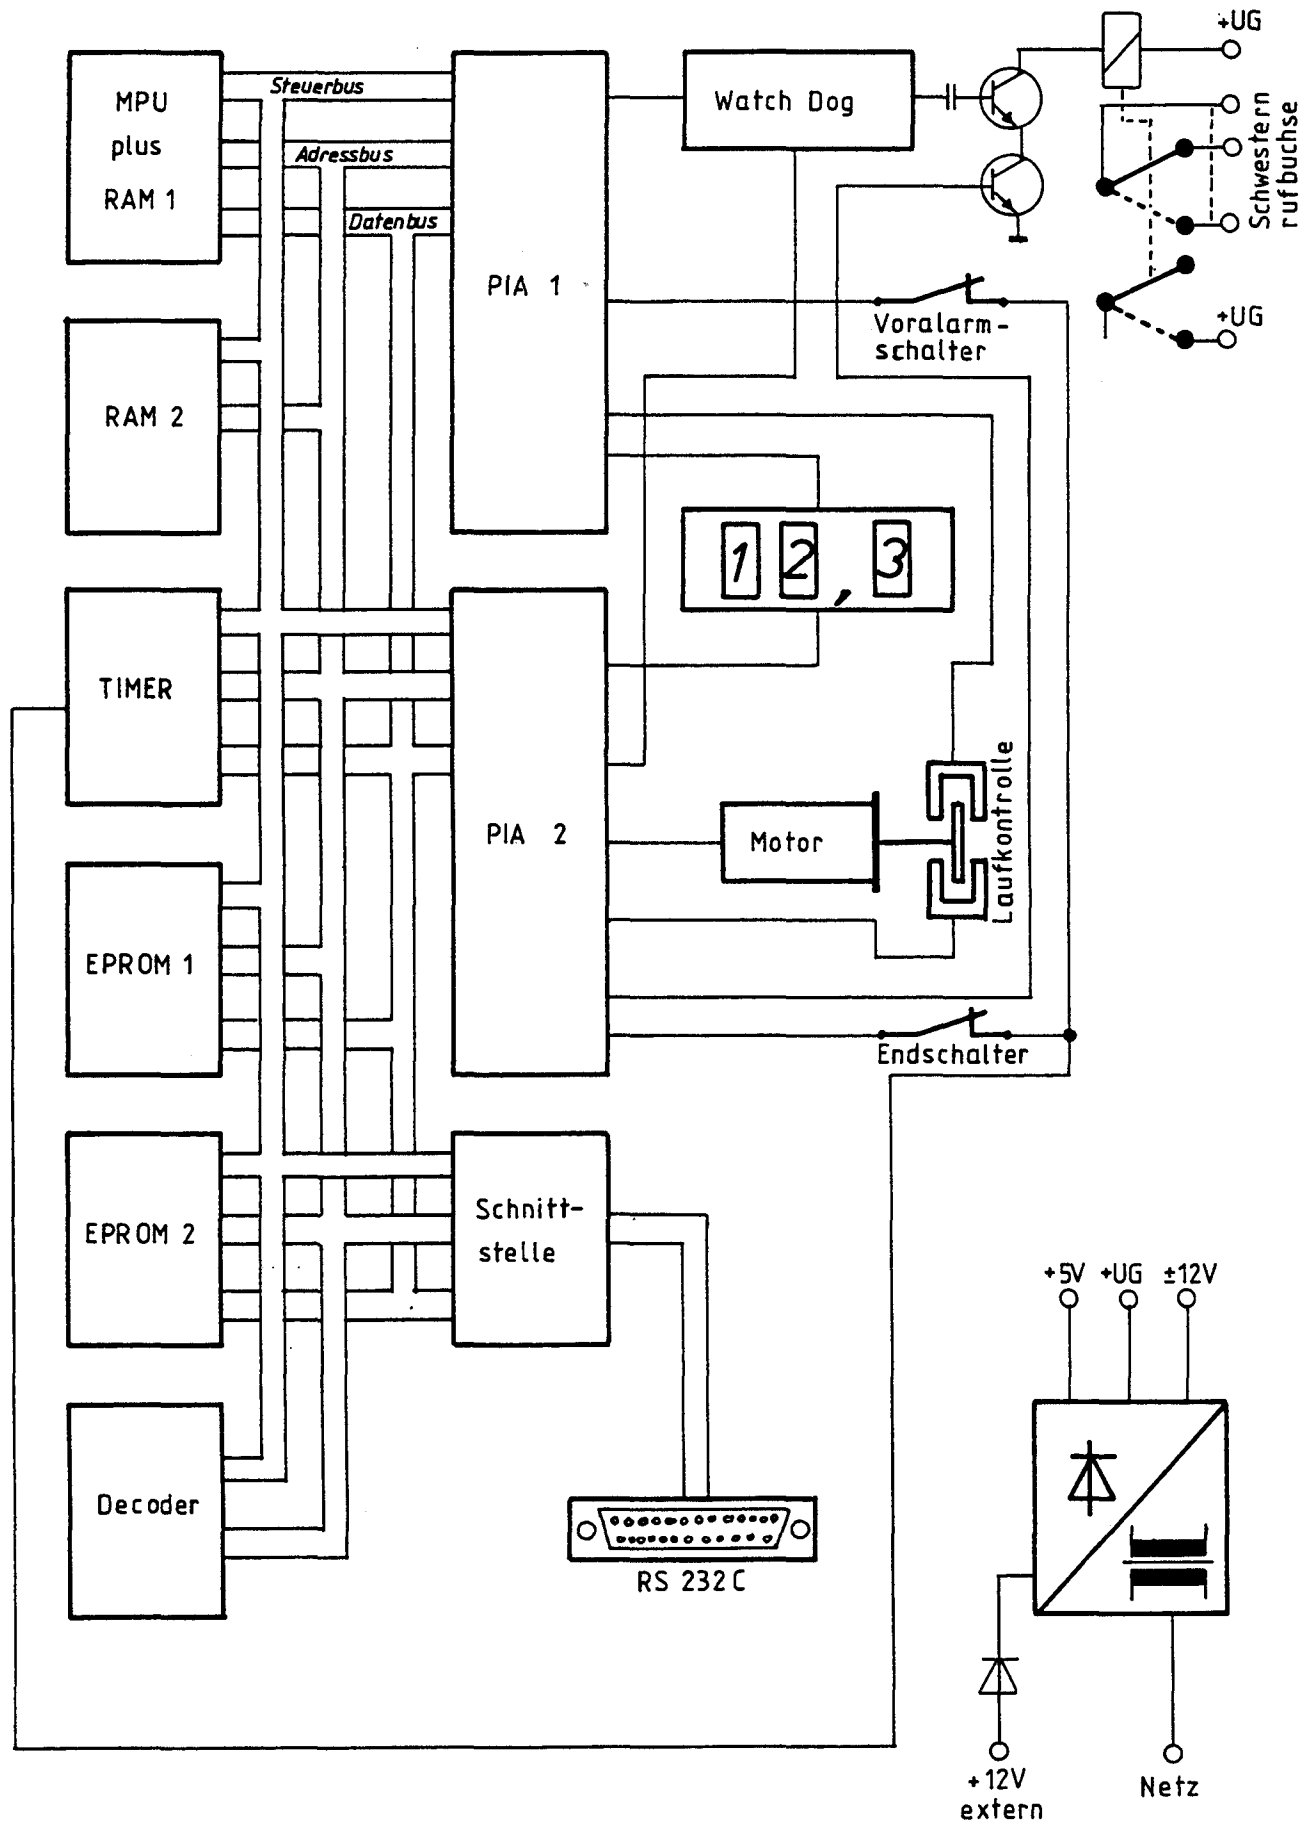 +UG
MPU
plus
RAM 1
Steuerbus
Adressbus
Datenbus
PIA 1
Watch Dog
Schwestern
rufbuchse
+UG
Voralarm-
schalter
RAM 2
1 2 , 3
TIMER
PIA 2
Motor
Laufkontrolle
EPROM 1
Endschalter
EPROM 2
Schnitt-
stelle
+5V +UG ±12V
Decoder
RS 232 C
+12V
extern
Netz